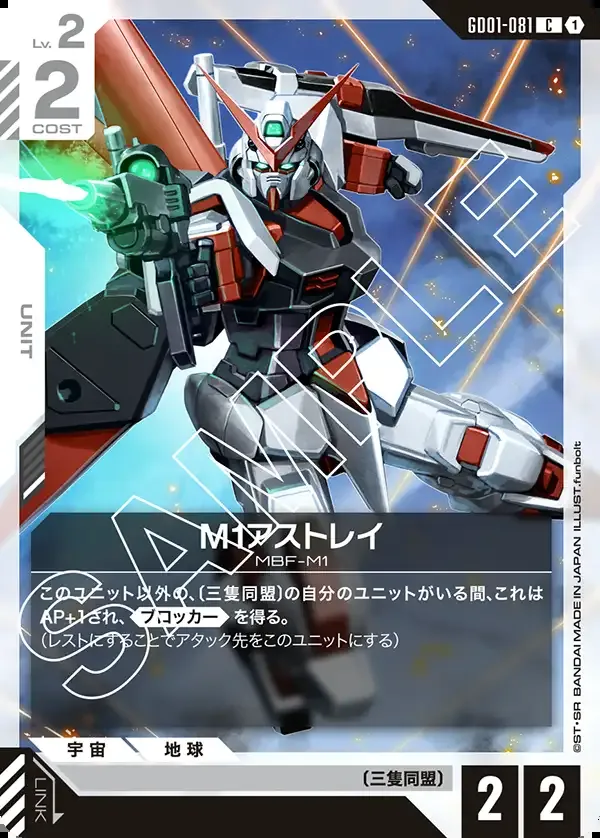 GD01-081 C 1
Lv. 2
2
COST
UNIT
SAMPLE
M1アストレイ
MBF-M1
このユニット以外の、〔三隻同盟〕の自分のユニットがいる間、これは
AP+1され、ブロッカー を得る。
（レストにすることでアタック先をこのユニットにする）
©ST・SR BANDAI MADE IN JAPAN ILLUST.funbolt
宇宙 地球
LINK
〔三隻同盟〕
2 2